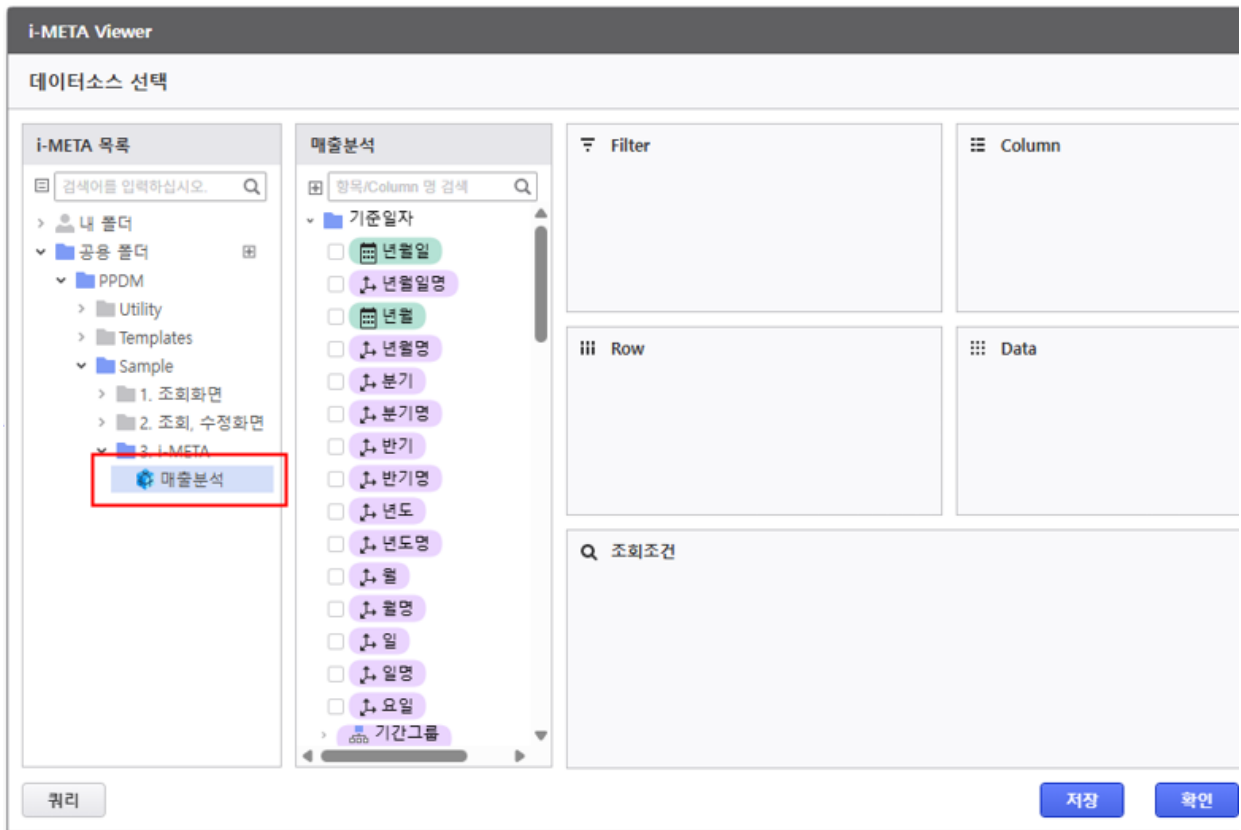 i-META Viewer
데이터소스 선택
i-META 목록
검색어를 입력하십시오.
내 폴더
공용 폴더
PPDM
Utility
Templates
Sample
1. 조회화면
2. 조회, 수정화면
3. i-META
매출분석
매출분석
항목/Column 명 검색
기준일자
년월일
년월일명
년월
년월명
분기
분기명
반기
반기명
년도
년도명
월
월명
일
일명
요일
기간그룹
Filter
Column
Row
Data
조회조건
쿼리
저장
확인